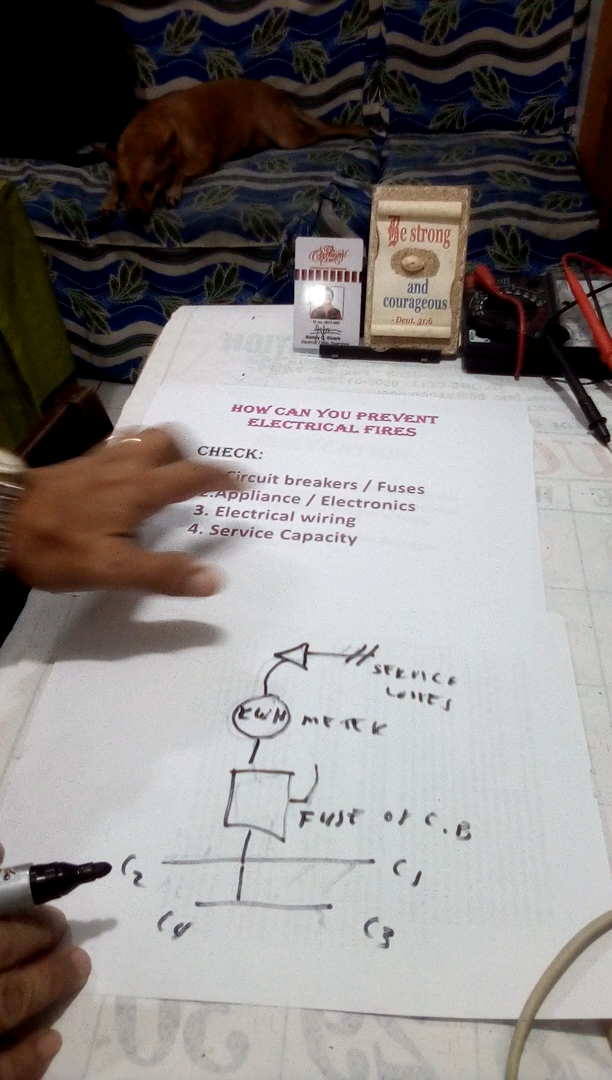 Be strong
and
courageous
- Deut. 31:6
HOW CAN YOU PREVENT
ELECTRICAL FIRES
CHECK:
Circuit breakers / Fuses
2.Appliance / Electronics
3. Electrical wiring
4. Service Capacity
SERVICE
KWH METER
FUSE or C.B
C2 C1
C4 C3